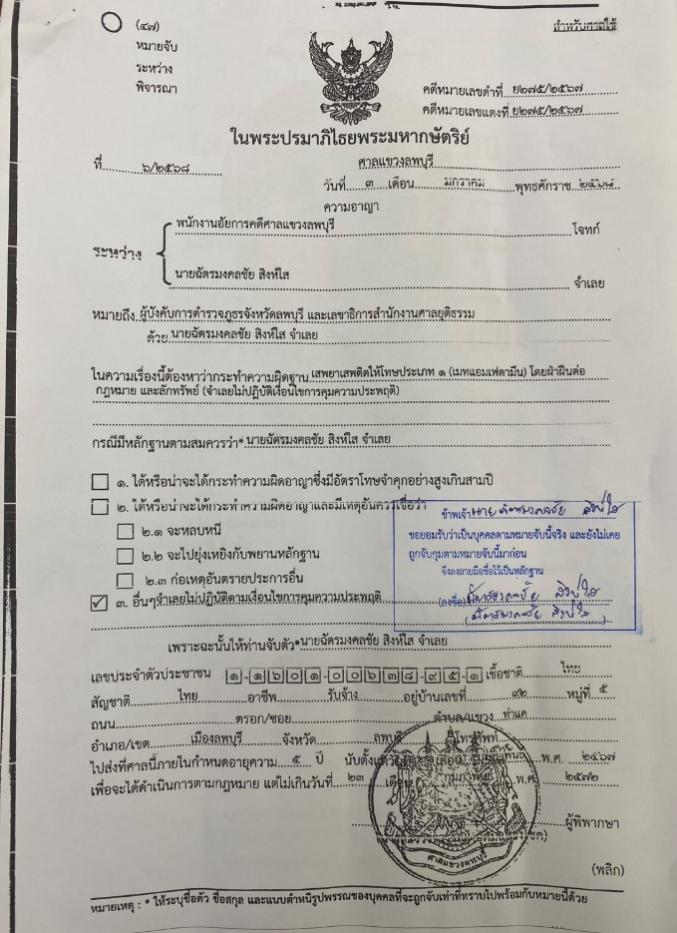 (๔๗)
สำหรับศาลใช้
หมายจับ
ระหว่าง
พิจารณา
คดีหมายเลขดำที่ ย๒๗๕/๒๕๖๗
คดีหมายเลขแดงที่ ย๒๗๕/๒๕๖๗
ในพระปรมาภิไธยพระมหากษัตริย์
ที่ ๖/๒๕๖๘
ศาลแขวงลพบุรี
วันที่ ๓ เดือน มกราคม พุทธศักราช ๒๕๖๘
ความอาญา
พนักงานอัยการคดีศาลแขวงลพบุรี โจทก์
ระหว่าง
นายฉัตรมงคลชัย สิงห์ใส จำเลย
หมายถึง ผู้บังคับการตำรวจภูธรจังหวัดลพบุรี และเลขาธิการสำนักงานศาลยุติธรรม
ด้วย นายฉัตรมงคลชัย สิงห์ใส จำเลย
ในความเรื่องนี้ต้องหาว่ากระทำความผิดฐาน เสพยาเสพติดให้โทษประเภท ๑ (เมทแอมเฟตามีน) โดยฝ่าฝืนต่อ
กฎหมาย และลักทรัพย์ (จำเลยไม่ปฏิบัติเงื่อนไขการคุมความประพฤติ)
กรณีมีหลักฐานตามสมควรว่า* นายฉัตรมงคลชัย สิงห์ใส จำเลย
๑. ได้หรือน่าจะได้กระทำความผิดอาญาซึ่งมีอัตราโทษจำคุกอย่างสูงเกินสามปี
๒. ได้หรือน่าจะได้กระทำความผิดอาญาและมีเหตุอันควรเชื่อว่า
๒.๑ จะหลบหนี
๒.๒ จะไปยุ่งเหยิงกับพยานหลักฐาน
๒.๓ ก่อเหตุอันตรายประการอื่น
๓. อื่นๆ จำเลยไม่ปฏิบัติตามเงื่อนไขการคุมความประพฤติ
ข้าพเจ้า นายฉัตรมงคลชัย สิงห์ใส
ขอยอมรับว่าเป็นบุคคลตามหมายจับนี้จริง และยังไม่เคย
ถูกจับกุมตามหมายจับนี้มาก่อน
จึงลงลายมือชื่อไว้เป็นหลักฐาน
(ลงชื่อ) ฉัตรมงคลชัย สิงห์ใส
(ฉัตรมงคลชัย สิงห์ใส)
เพราะฉะนั้นให้ท่านจับตัว* นายฉัตรมงคลชัย สิงห์ใส จำเลย
เลขประจำตัวประชาชน ๑-๑๖๐๑-๐๐๖๓๘-๙๕-๑ เชื้อชาติ ไทย
สัญชาติ ไทย อาชีพ รับจ้าง อยู่บ้านเลขที่ ๙๒ หมู่ที่ ๕
ถนน ตรอก/ซอย ตำบล/แขวง ท่าแค
อำเภอ/เขต เมืองลพบุรี จังหวัด ลพบุรี โทรศัพท์
ไปส่งที่ศาลนี้ภายในกำหนดอายุความ ๕ ปี นับตั้งแต่วันที่ เดือน พ.ศ. ๒๕๖๗
เพื่อจะได้ดำเนินการตามกฎหมาย แต่ไม่เกินวันที่ ๒๓ เดือน กุมภาพันธ์ พ.ศ. ๒๕๗๒
ผู้พิพากษา
ศาลแขวงลพบุรี
(พลิก)
หมายเหตุ : * ให้ระบุชื่อตัว ชื่อสกุล และแนบตำหนิรูปพรรณของบุคคลที่จะถูกจับเท่าที่ทราบไปพร้อมกับหมายนี้ด้วย